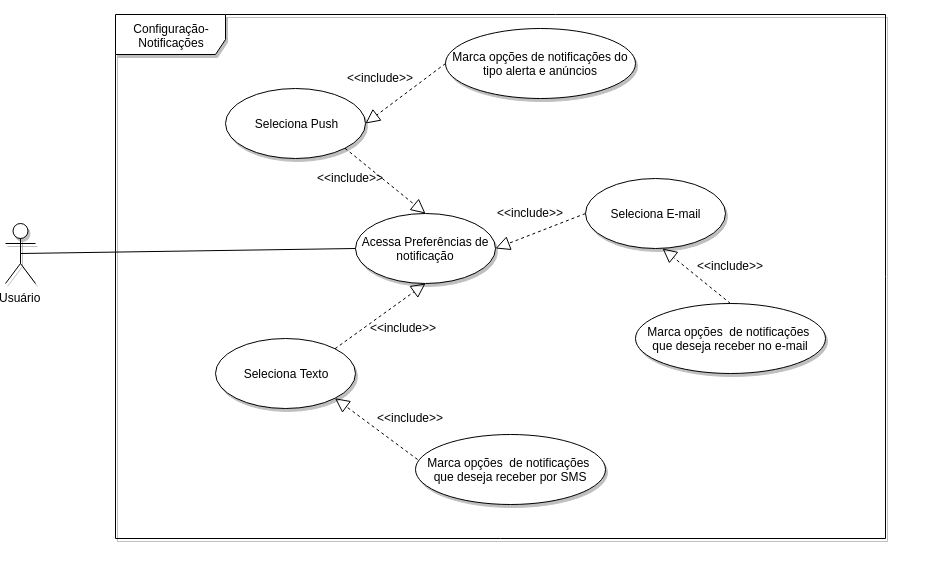 Configuração-
Notificações
Marca opções de notificações do
tipo alerta e anúncios
<<include>>
Seleciona Push
<<include>>
Seleciona E-mail
<<include>>
Acessa Preferências de
notificação
<<include>>
Usuário
<<include>>
Marca opções  de notificações
que deseja receber no e-mail
Seleciona Texto
<<include>>
Marca opções  de notificações
que deseja receber por SMS